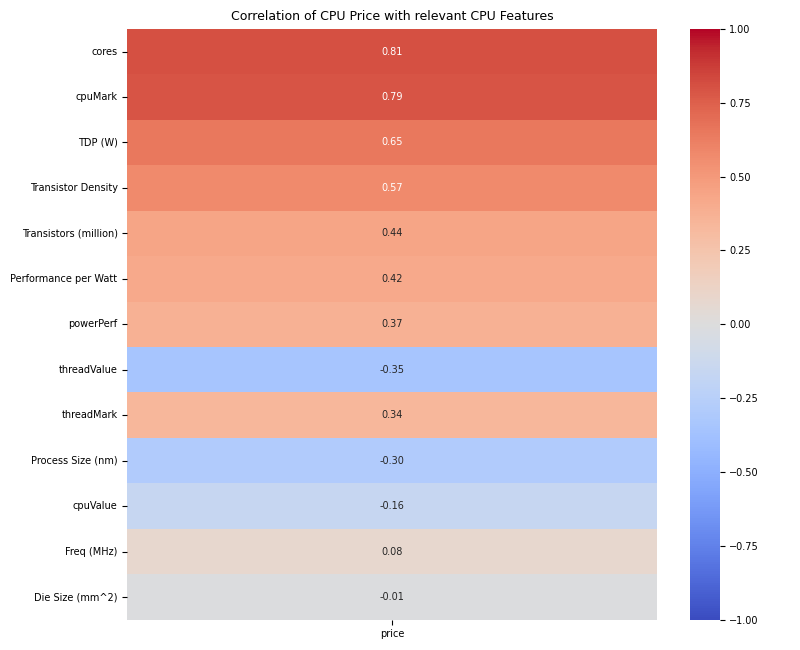 Correlation of CPU Price with relevant CPU Features
cores 0.81
cpuMark 0.79
TDP (W) 0.65
Transistor Density 0.57
Transistors (million) 0.44
Performance per Watt 0.42
powerPerf 0.37
threadValue -0.35
threadMark 0.34
Process Size (nm) -0.30
cpuValue -0.16
Freq (MHz) 0.08
Die Size (mm^2) -0.01
price
1.00
0.75
0.50
0.25
0.00
−0.25
−0.50
−0.75
−1.00